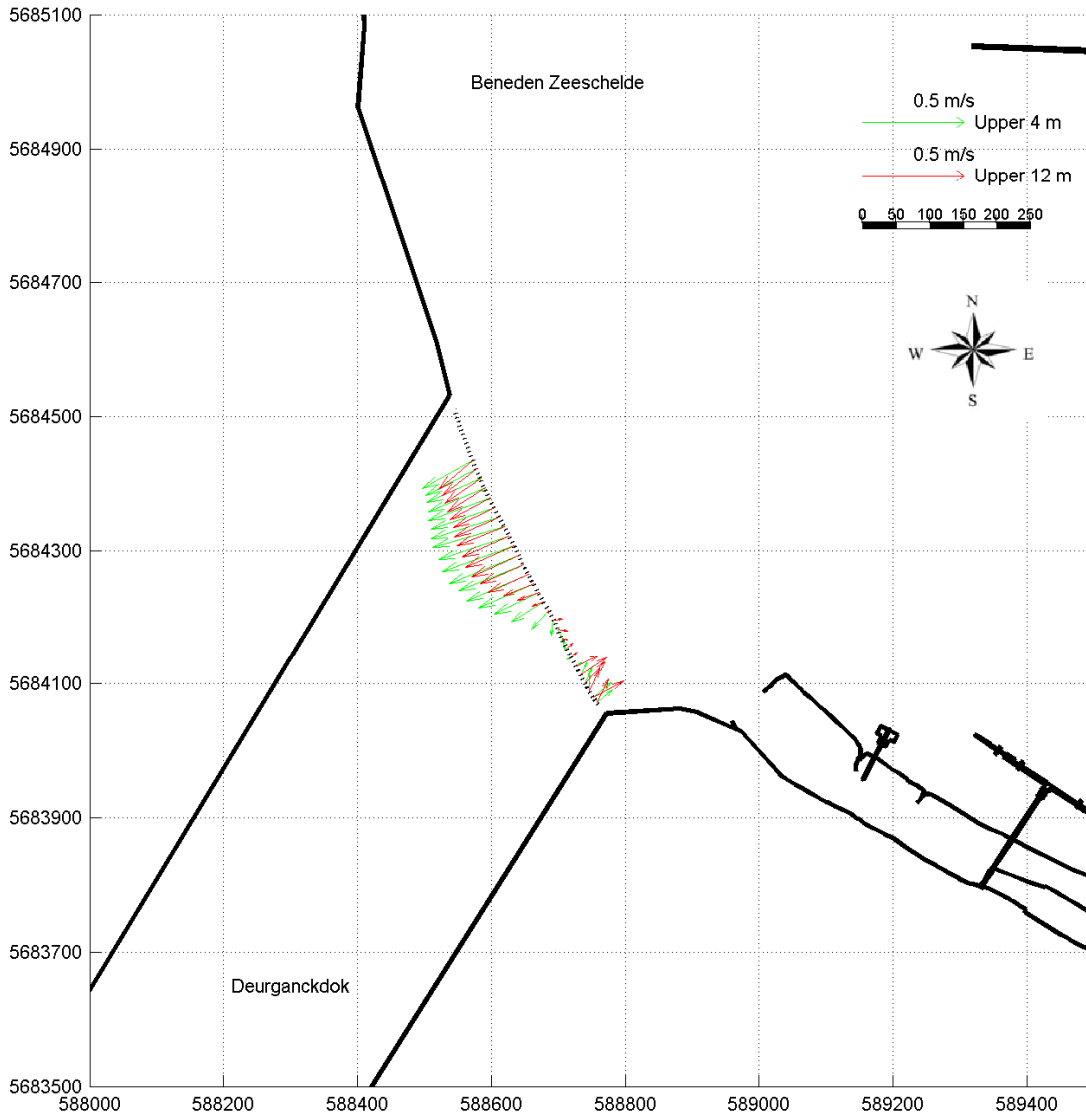 5685100
Beneden Zeeschelde
0.5 m/s
Upper 4 m
5684900
0.5 m/s
Upper 12 m
0 50 100 150 200 250
5684700
N
W E
S
5684500
5684300
5684100
5683900
5683700
Deurganckdok
5683500
588000 588200 588400 588600 588800 589000 589200 589400